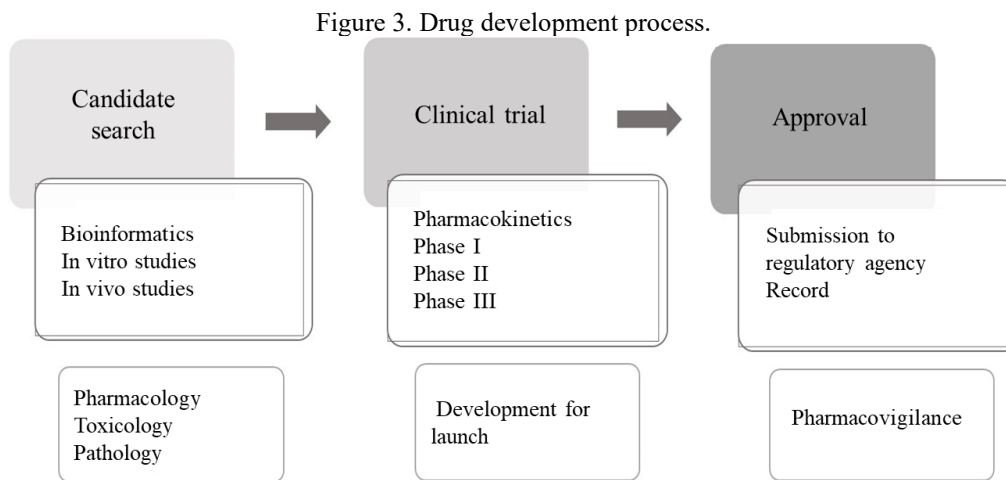 Figure 3. Drug development process.
Candidate
search
Bioinformatics
In vitro studies
In vivo studies
Pharmacology
Toxicology
Pathology
Clinical trial
Pharmacokinetics
Phase I
Phase II
Phase III
Development for
launch
Approval
Submission to
regulatory agency
Record
Pharmacovigilance